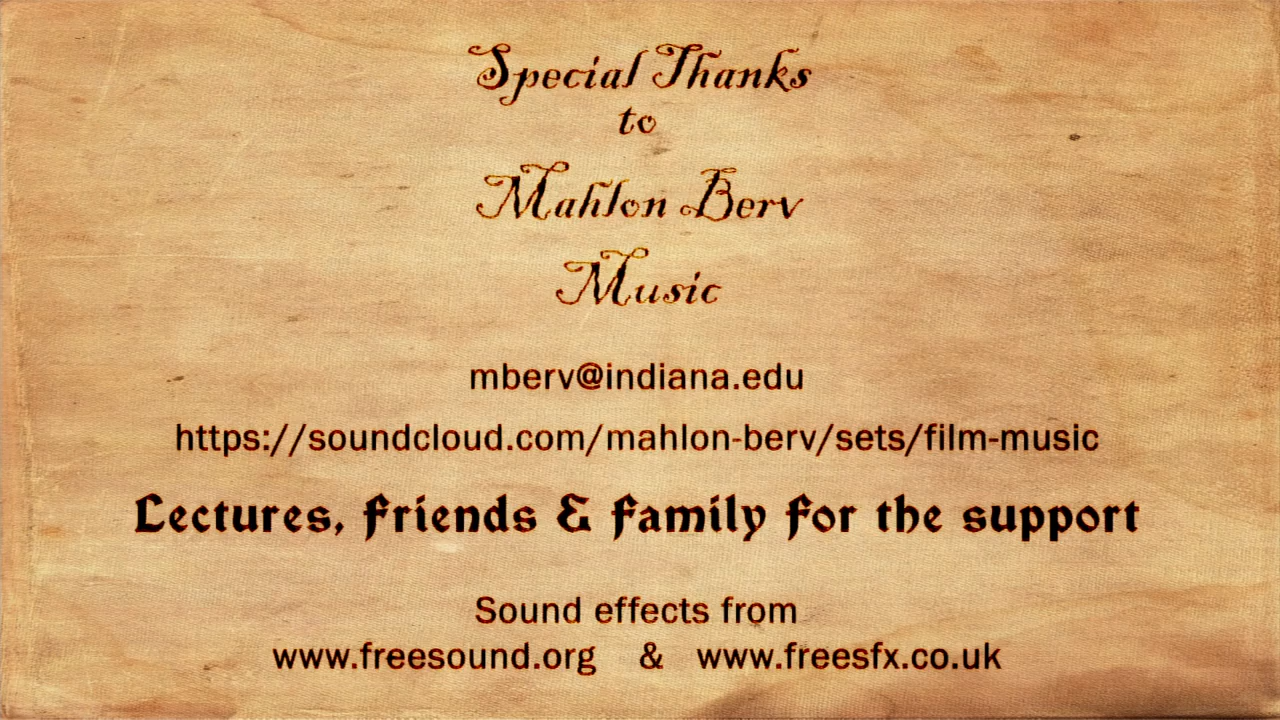 Special Thanks
to
Mahlon Berv
Music
mberv@indiana.edu
https://soundcloud.com/mahlon-berv/sets/film-music
Lectures, friends & family for the support
Sound effects from
www.freesound.org & www.freesfx.co.uk